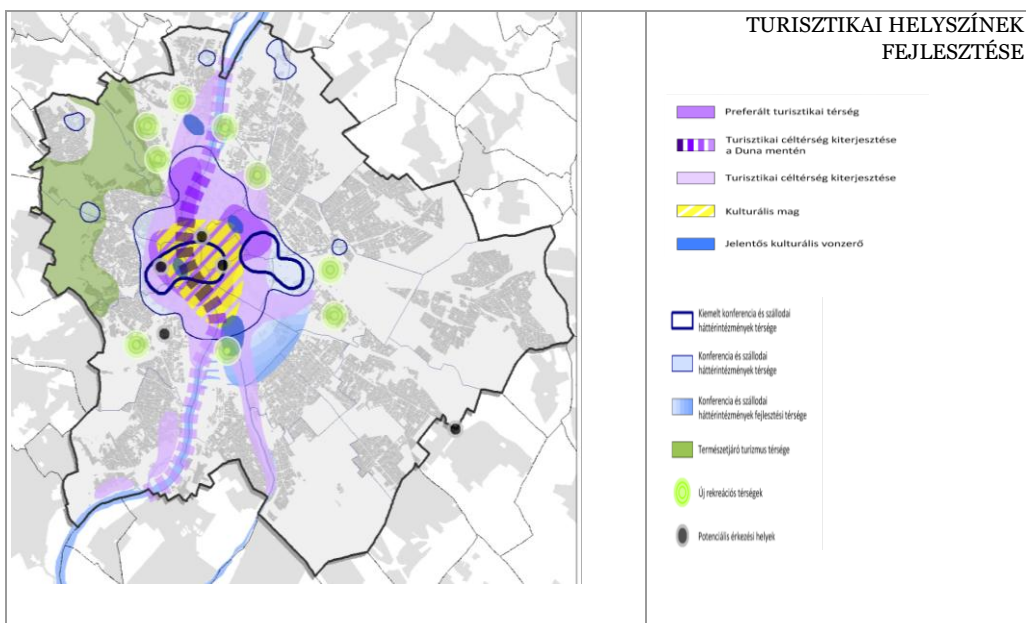 TURISZTIKAI HELYSZÍNEK
FEJLESZTÉSE
Preferált turisztikai térség
Turisztikai céltérség kiterjesztése
a Duna mentén
Turisztikai céltérség kiterjesztése
Kulturális mag
Jelentős kulturális vonzerő
Kiemelt konferencia és szállodai
háttérintézmények térsége
Konferencia és szállodai
háttérintézmények térsége
Konferencia és szállodai
háttérintézmények fejlesztési térsége
Természetjáró turizmus térsége
Új rekreációs térségek
Potenciális érkezési helyek